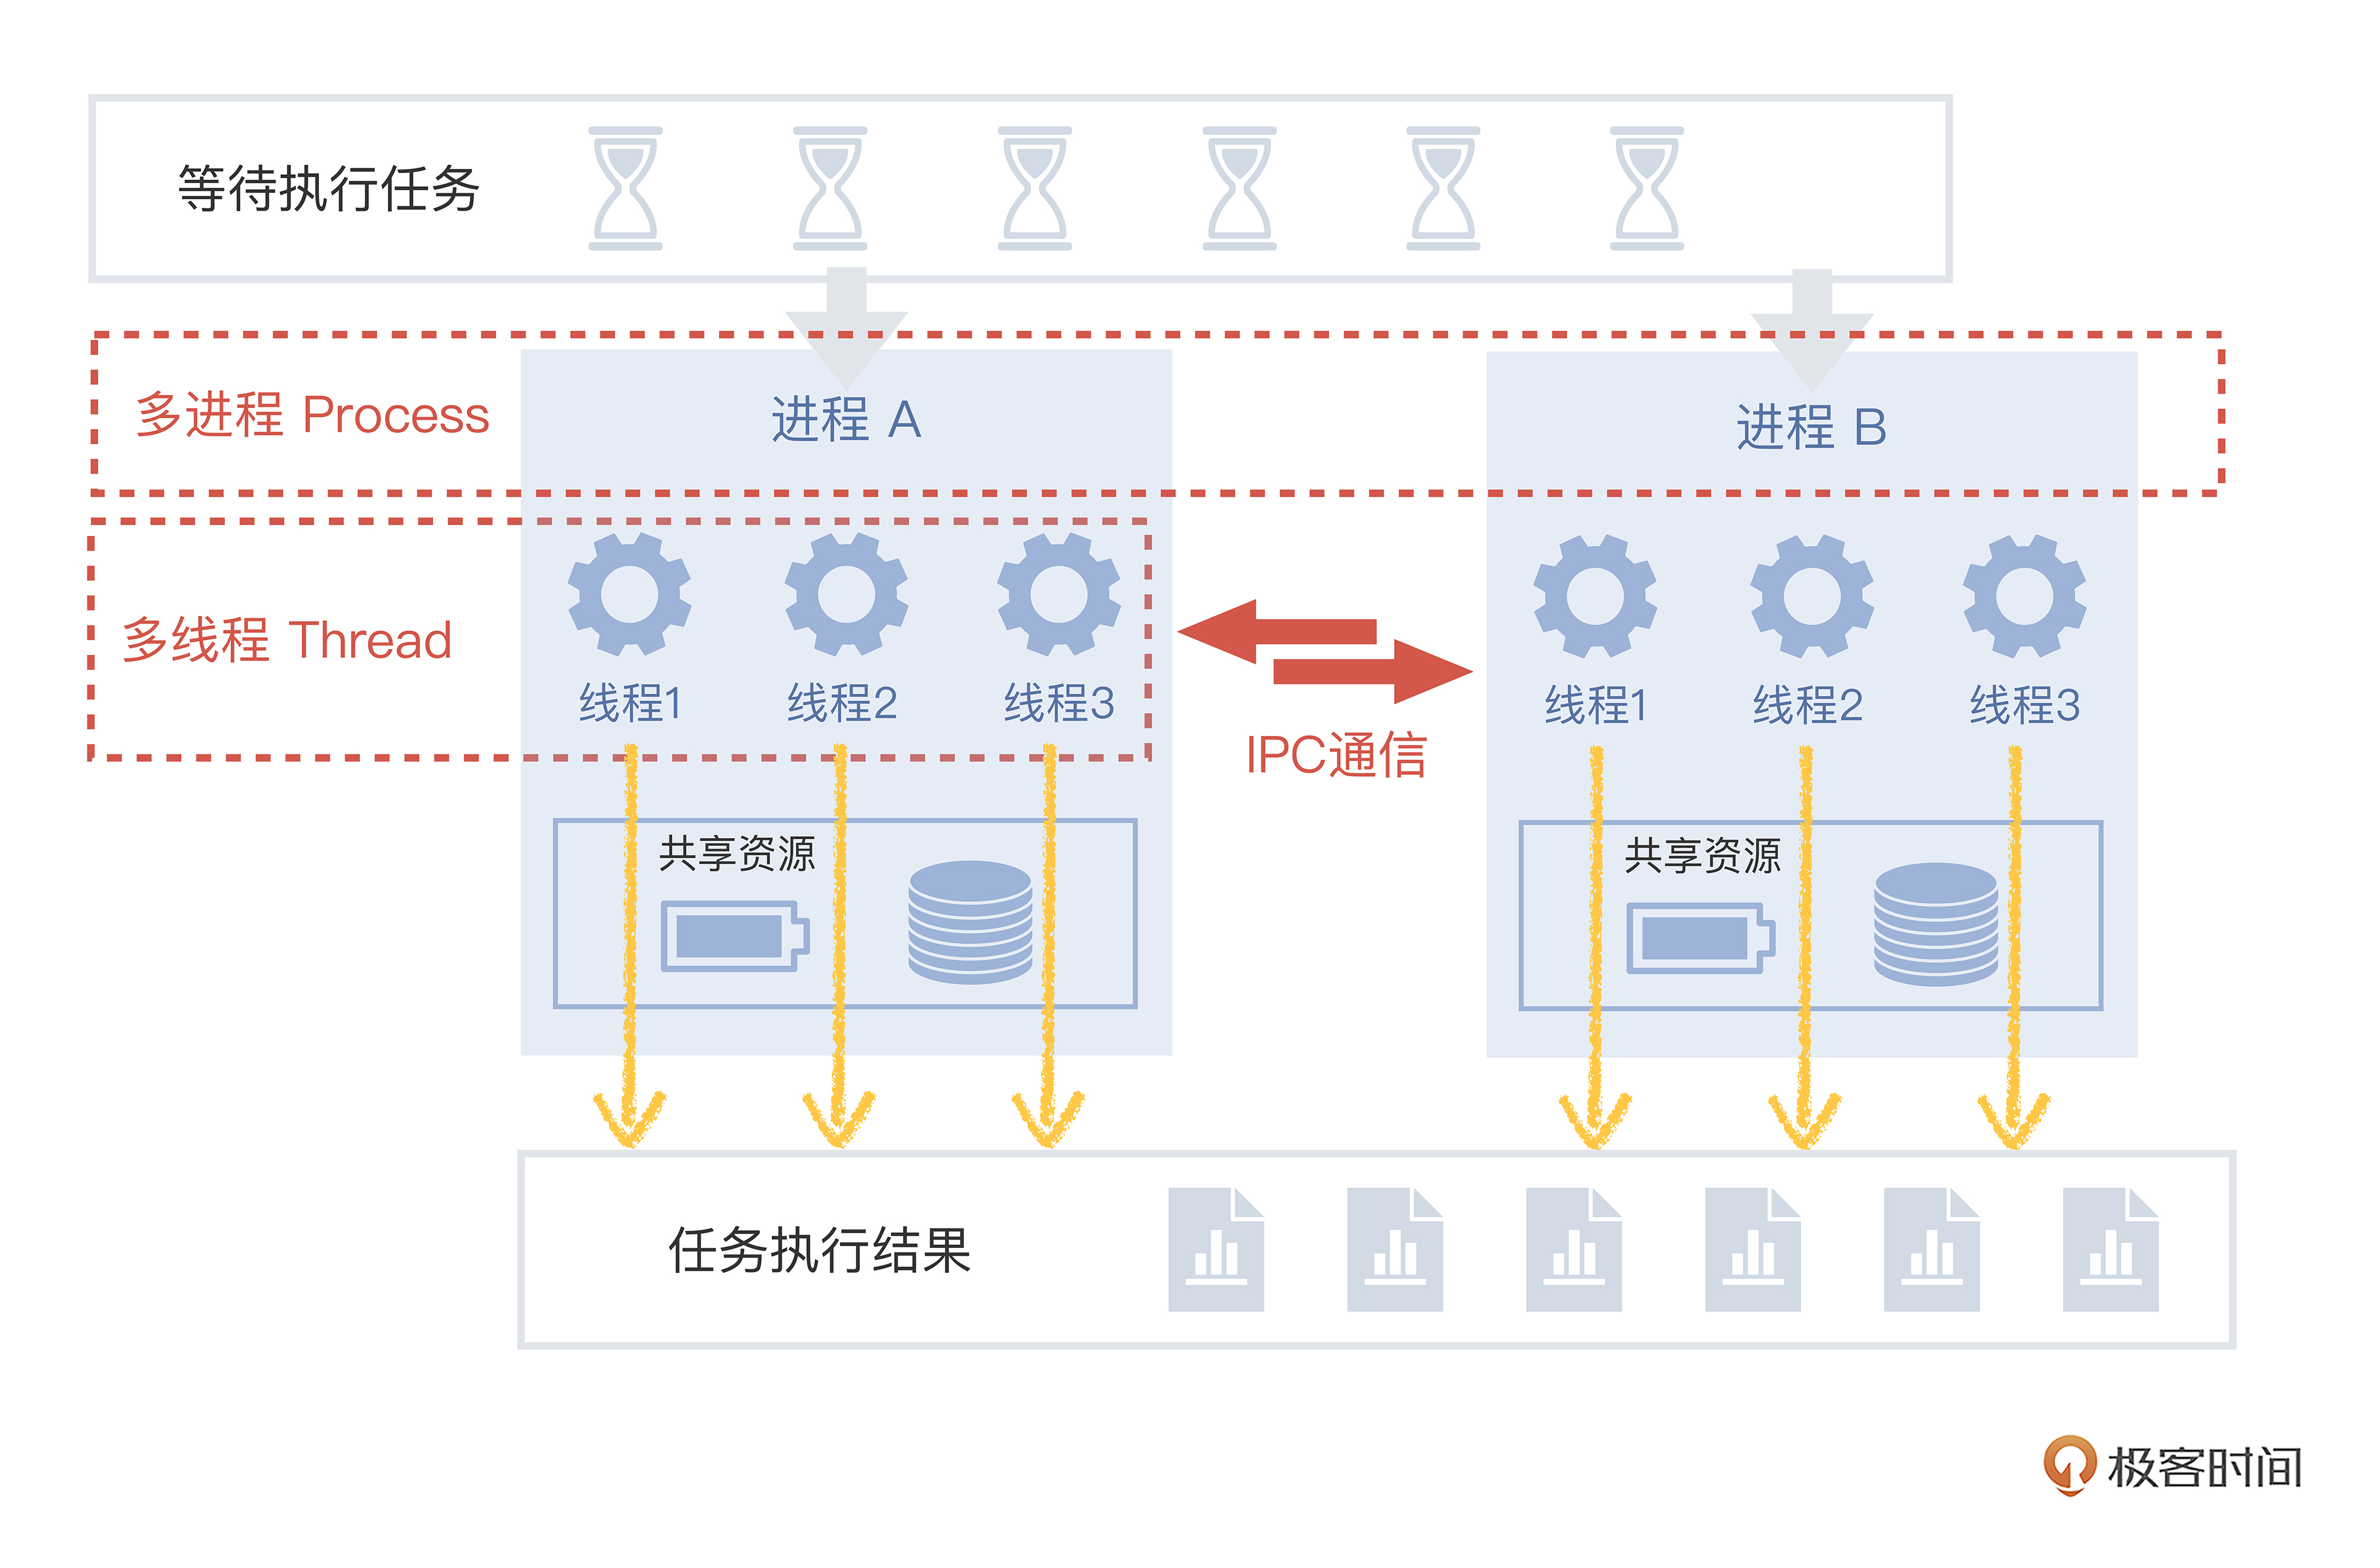 等待执行任务
多进程 Process
进程 A
进程 B
多线程 Thread
线程1
线程2
线程3
IPC通信
线程1
线程2
线程3
共享资源
共享资源
任务执行结果
极客时间